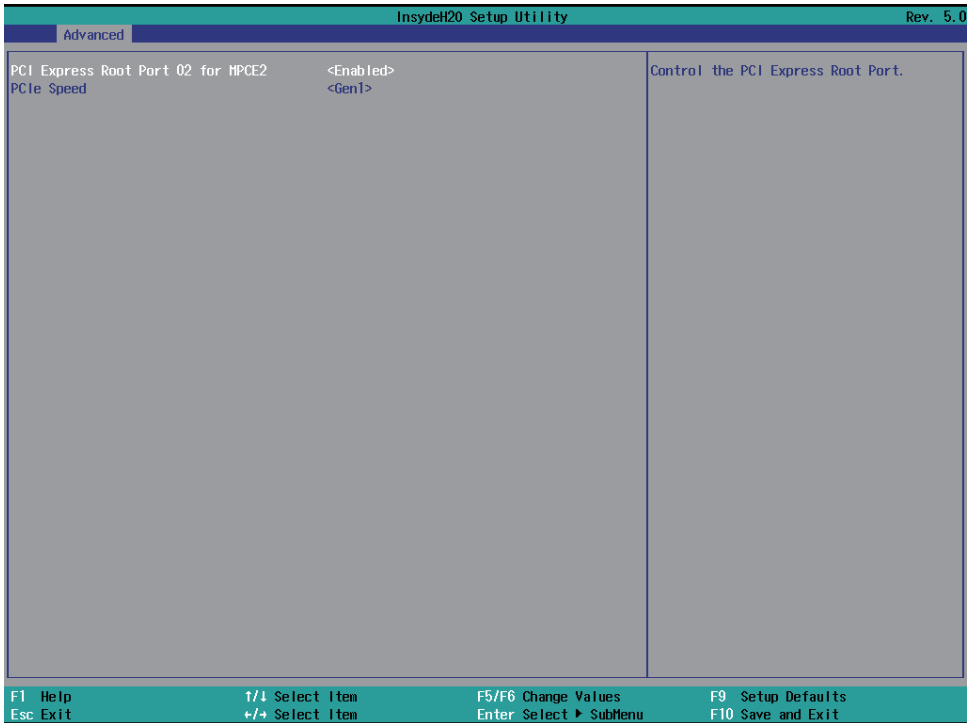 InsydeH20 Setup Utility Rev. 5.0
Advanced
PCI Express Root Port 02 for MPCE2 <Enabled> Control the PCI Express Root Port.
PCIe Speed <Gen1>
F1 Help ↑/↓ Select Item F5/F6 Change Values F9 Setup Defaults
Esc Exit ←/→ Select Item Enter Select ▶ SubMenu F10 Save and Exit